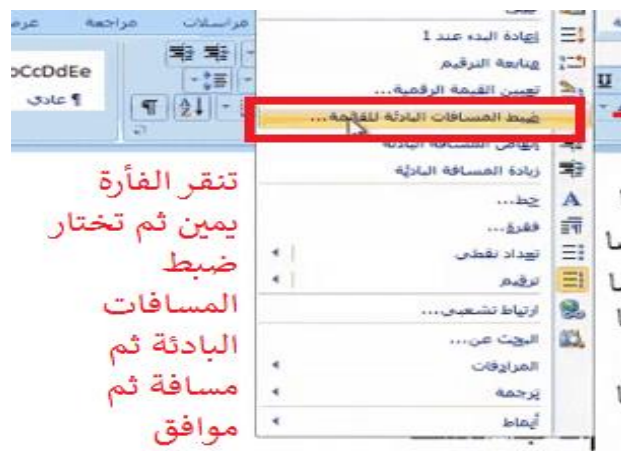 مراسلات
مراجعة
عرض
إعادة البدء عند 1
متابعة الترقيم
تعيين القيمة الرقمية...
ضبط المسافات البادئة للقائمة...
إنقاص المسافة البادئة
زيادة المسافة البادئة
خط...
فقرة...
تعداد نقطي
ترقيم
ارتباط تشعبي...
البحث عن...
المرادفات
ترجمة
أنماط
CcDdEe
¶ عادي
تنقر الفأرة
يمين ثم تختار
ضبط
المسافات
البادئة ثم
مسافة ثم
موافق